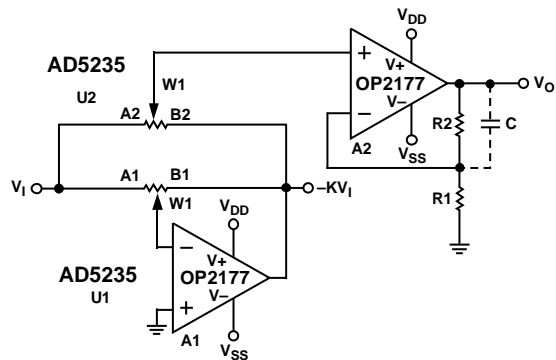 VDD
AD5235
U2
W1
+
V+
OP2177
V–
–
A2
VSS
VO
R2
C
R1
A2
B2
VI
A1
B1
W1
–KVI
VDD
AD5235
U1
–
V+
OP2177
V–
+
A1
VSS